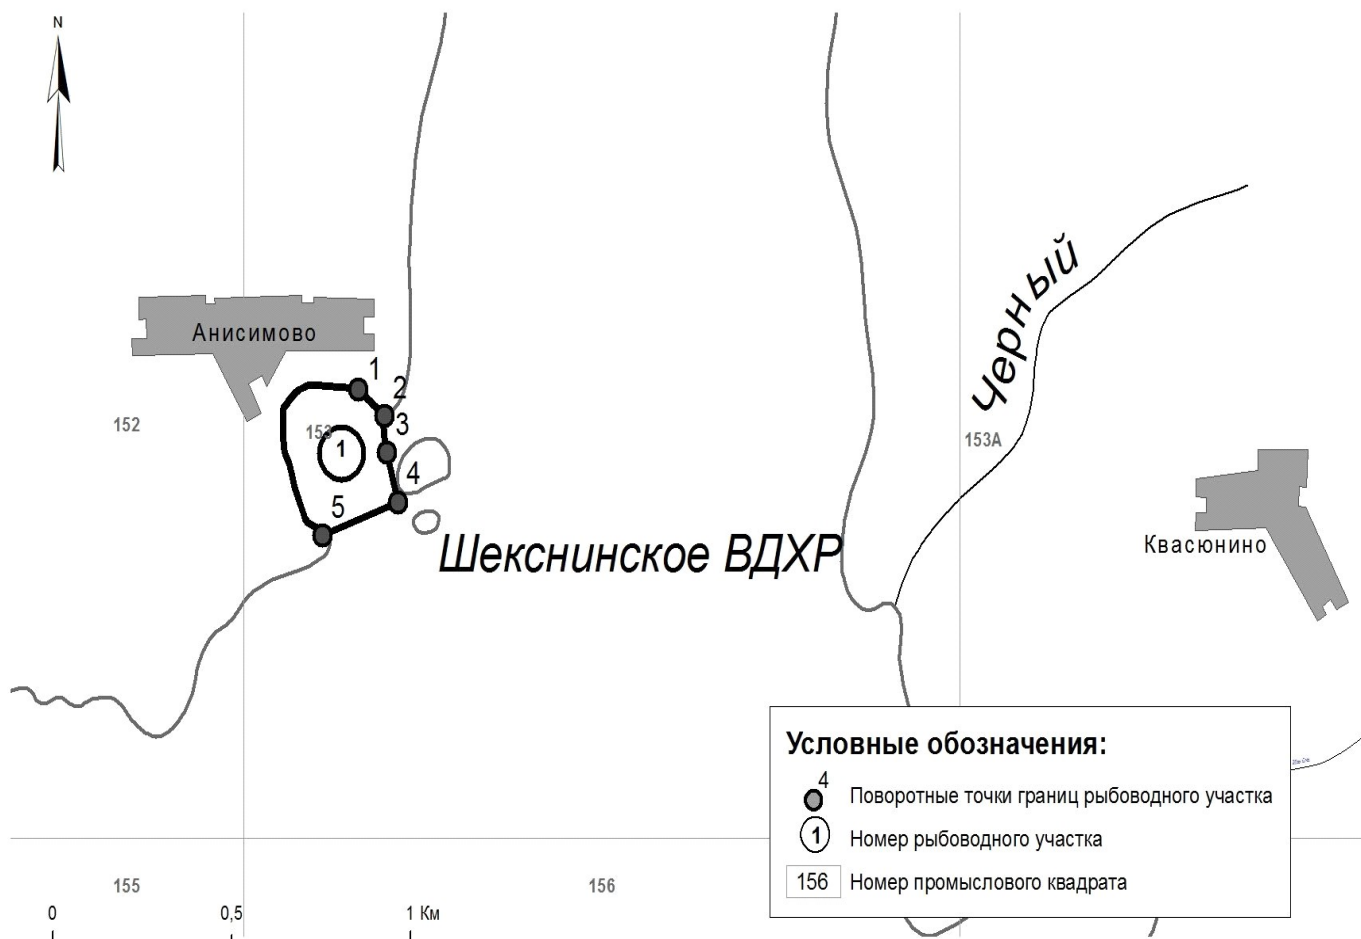 N
Черный
Анисимово
1
2
3
152
153
1
153А
4
5
Шекснинское ВДХР
Квасюнино
Условные обозначения:
4
Поворотные точки границ рыбоводного участка
1
Номер рыбоводного участка
156
Номер промыслового квадрата
155
156
0
0,5
1 Км